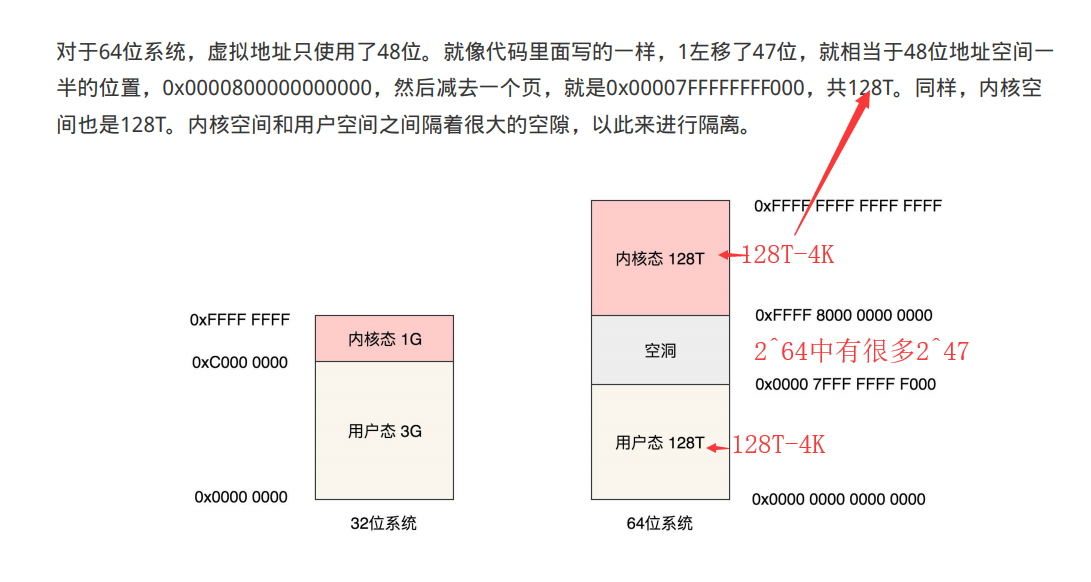 对于64位系统，虚拟地址只使用了48位。就像代码里面写的一样，1左移了47位，就相当于48位地址空间一
半的位置，0x0000800000000000，然后减去一个页，就是0x00007FFFFFFFF000，共128T。同样，内核空
间也是128T。内核空间和用户空间之间隔着很大的空隙，以此来进行隔离。
0xFFFF FFFF FFFF FFFF
内核态 128T
128T-4K
0xFFFF FFFF
0xFFFF 8000 0000 0000
内核态 1G
空洞
2^64中有很多2^47
0xC000 0000
0x0000 7FFF FFFF F000
用户态 3G
用户态 128T
128T-4K
0x0000 0000
0x0000 0000 0000 0000
32位系统
64位系统